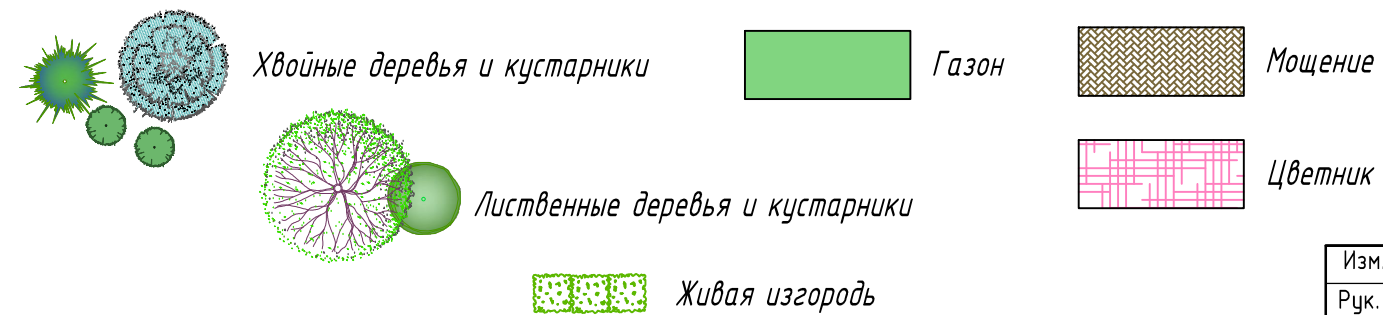 Хвойные деревья и кустарники
Газон
Мощение
Лиственные деревья и кустарники
Цветник
Живая изгородь
Изм.
Рук.